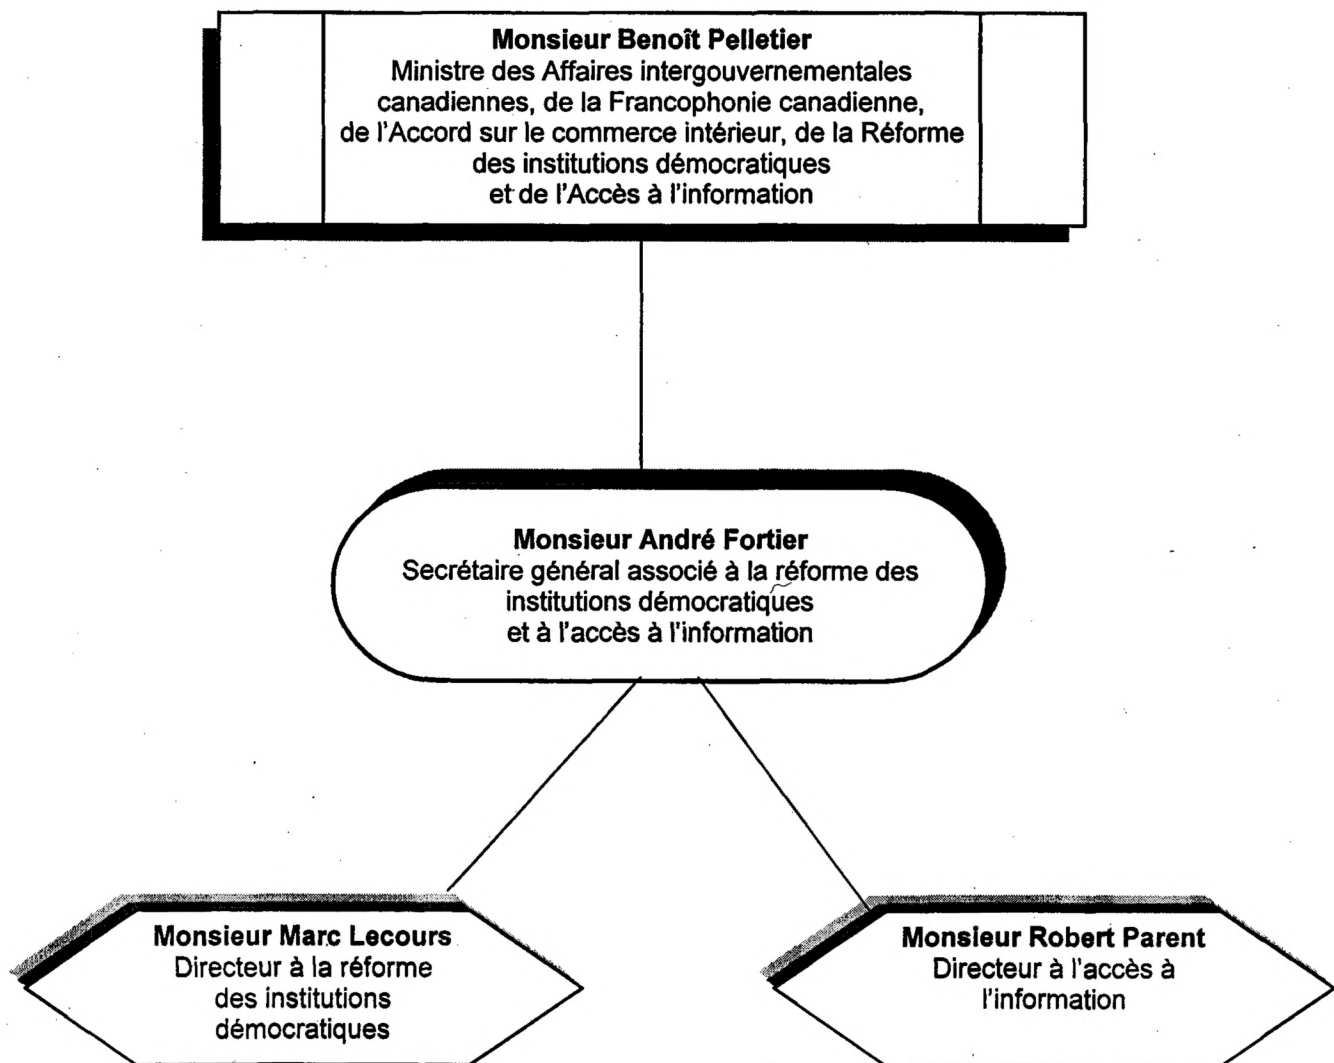 Monsieur Benoît Pelletier
Ministre des Affaires intergouvernementales
canadiennes, de la Francophonie canadienne,
de l'Accord sur le commerce intérieur, de la Réforme
des institutions démocratiques
et de l'Accès à l'information
Monsieur André Fortier
Secrétaire général associé à la réforme des
institutions démocratiques
et à l'accès à l'information
Monsieur Marc Lecours
Directeur à la réforme
des institutions
démocratiques
Monsieur Robert Parent
Directeur à l'accès à
l'information